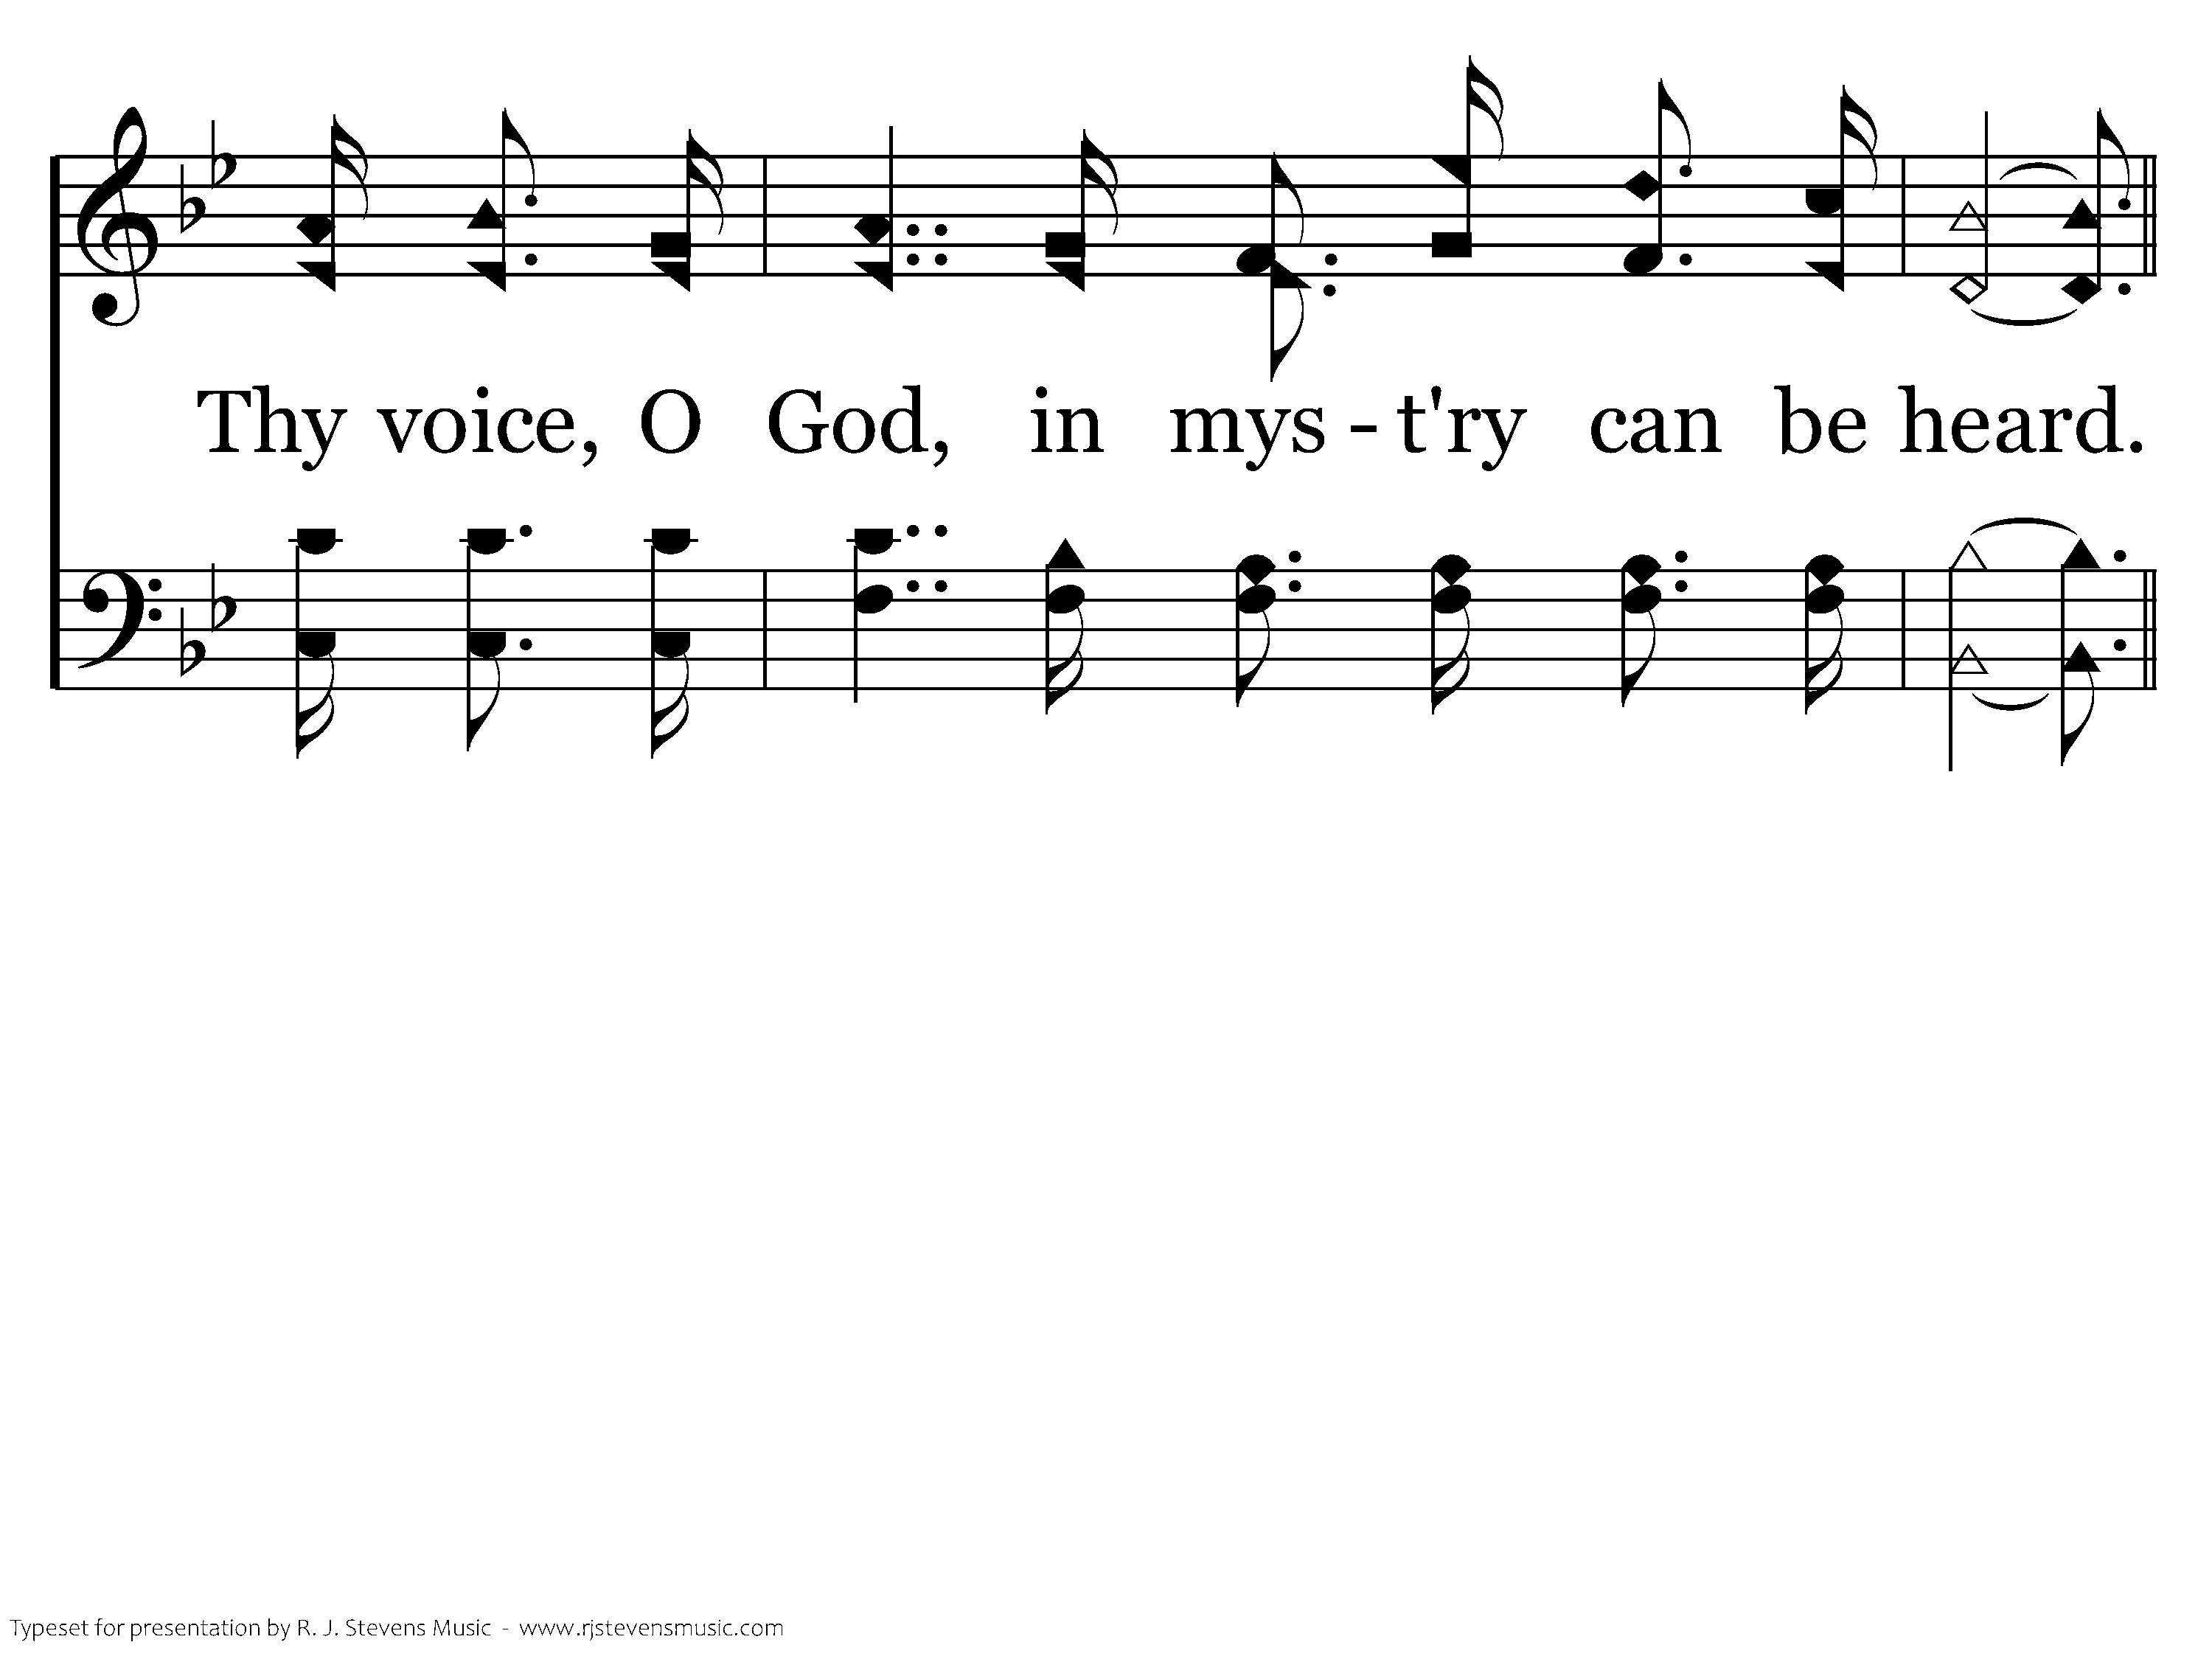 Thy voice, O God, in mys - t'ry can be heard.
Typeset for presentation by R. J. Stevens Music - www.rjstevensmusic.com